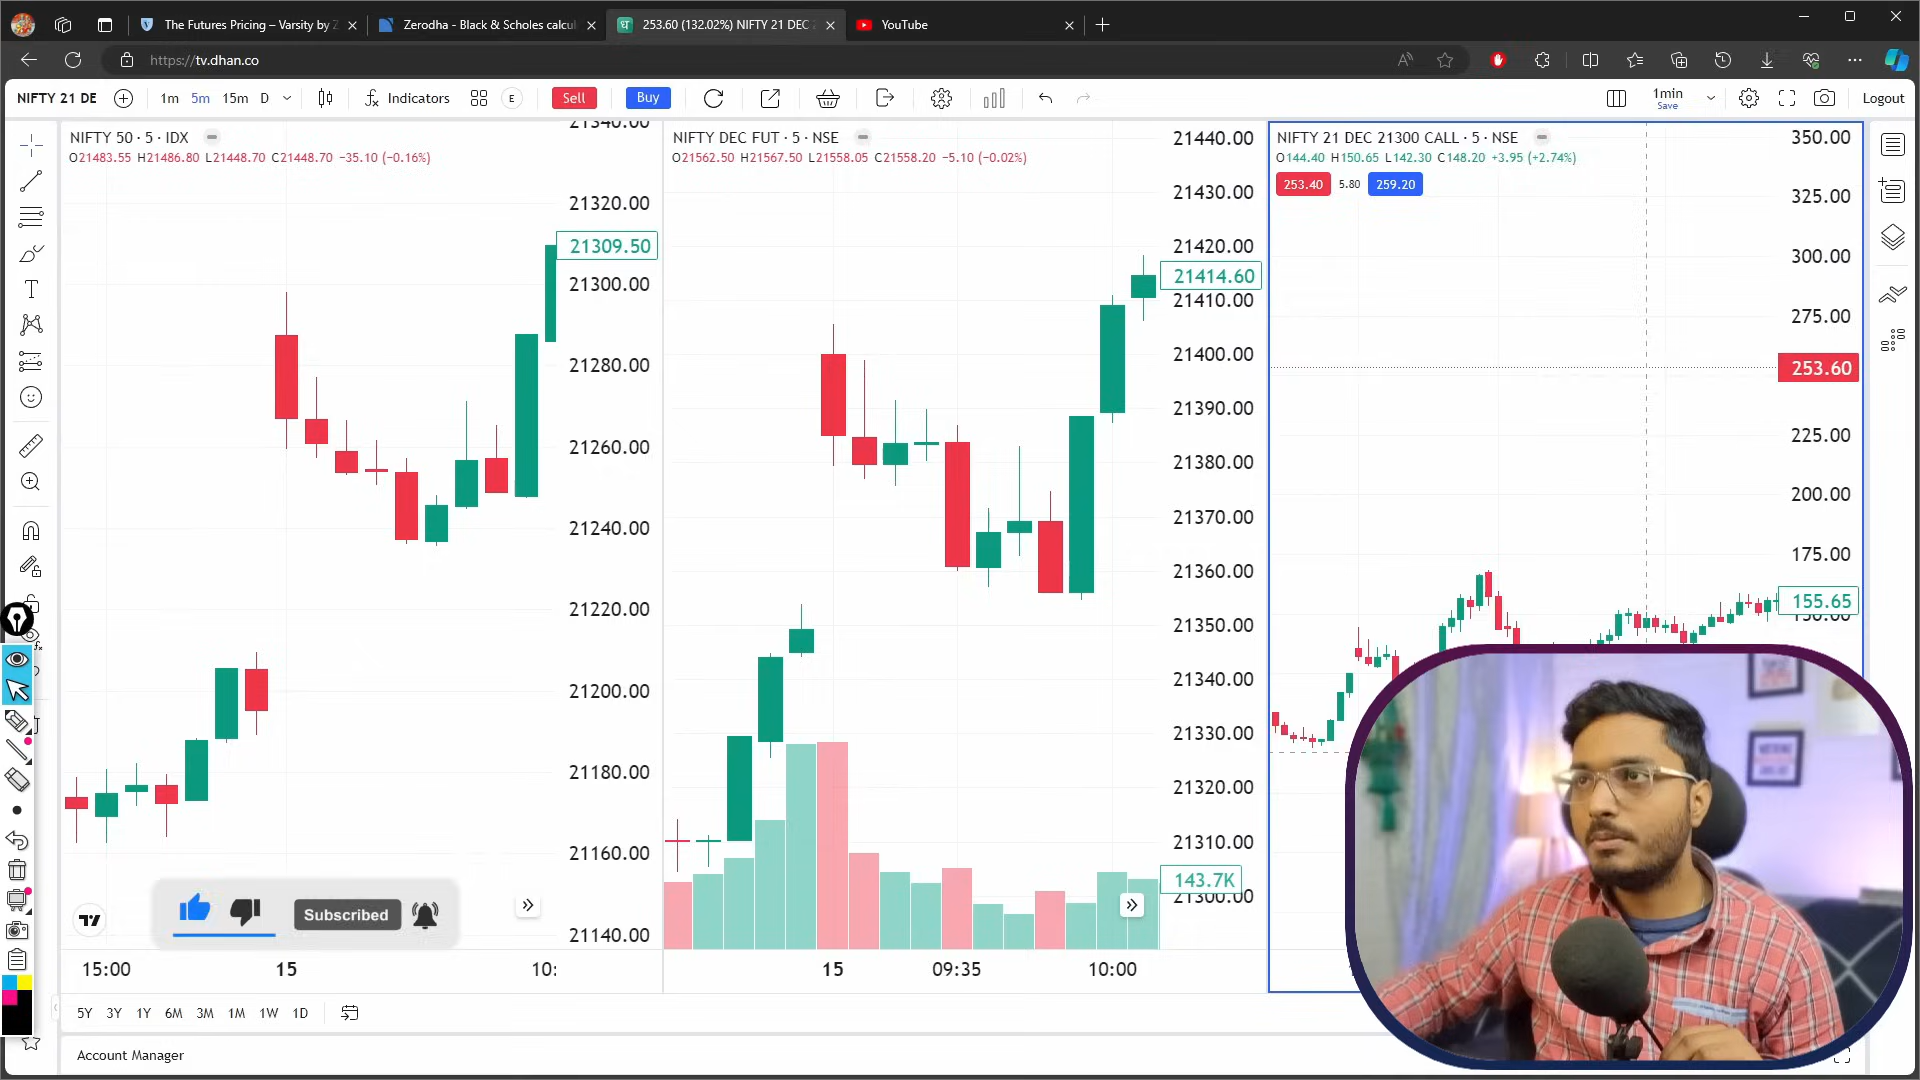 The Futures Pricing – Varsity by Z
Zerodha - Black & Scholes calcu
253.60 (132.02%) NIFTY 21 DEC 2
YouTube
https://tv.dhan.co
NIFTY 21 DE
1m 5m 15m D
Indicators
E
Sell
Buy
1min
Save
Logout
NIFTY 50 · 5 · IDX
O21483.55 H21486.80 L21448.70 C21448.70 −35.10 (−0.16%)
21340.00
21320.00
21309.50
21300.00
21280.00
21260.00
21240.00
21220.00
21200.00
21180.00
21160.00
21140.00
15:00 15 10:
Subscribed
NIFTY DEC FUT · 5 · NSE
O21562.50 H21567.50 L21558.05 C21558.20 −5.10 (−0.02%)
21440.00
21430.00
21420.00
21414.60
21410.00
21400.00
21390.00
21380.00
21370.00
21360.00
21350.00
21340.00
21330.00
21320.00
21310.00
143.7K
21300.00
15 09:35 10:00
NIFTY 21 DEC 21300 CALL · 5 · NSE
O144.40 H150.65 L142.30 C148.20 +3.95 (+2.74%)
253.40 5.80 259.20
350.00
325.00
300.00
275.00
253.60
225.00
200.00
175.00
155.65
150.00
5Y 3Y 1Y 6M 3M 1M 1W 1D
Account Manager